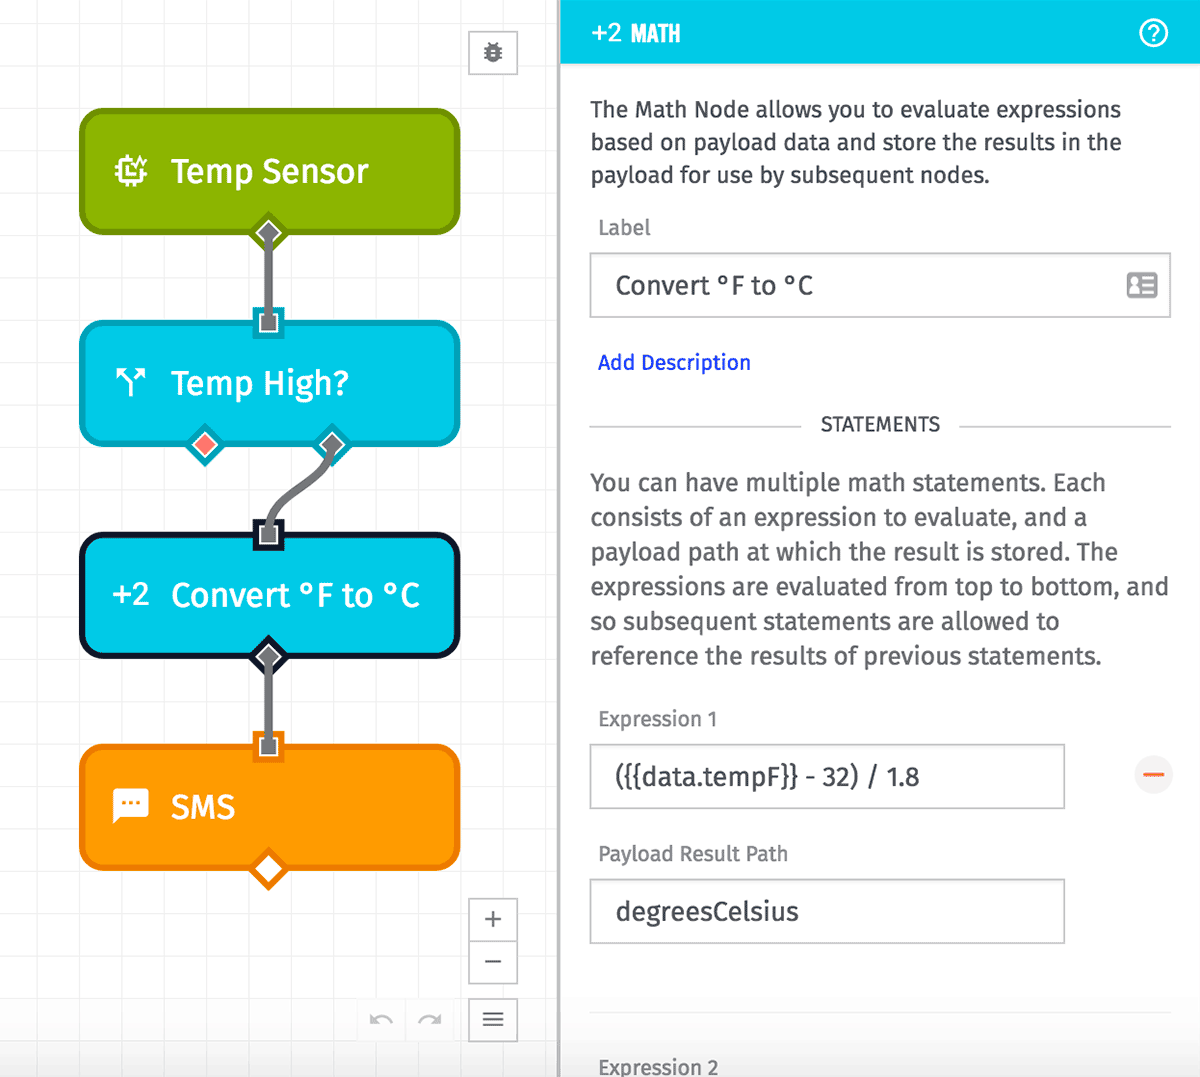 Temp Sensor
Temp High?
+2 Convert °F to °C
SMS
+2 MATH
The Math Node allows you to evaluate expressions
based on payload data and store the results in the
payload for use by subsequent nodes.
Label
Convert °F to °C
Add Description
STATEMENTS
You can have multiple math statements. Each
consists of an expression to evaluate, and a
payload path at which the result is stored. The
expressions are evaluated from top to bottom, and
so subsequent statements are allowed to
reference the results of previous statements.
Expression 1
({{data.tempF}} - 32) / 1.8
Payload Result Path
degreesCelsius
Expression 2